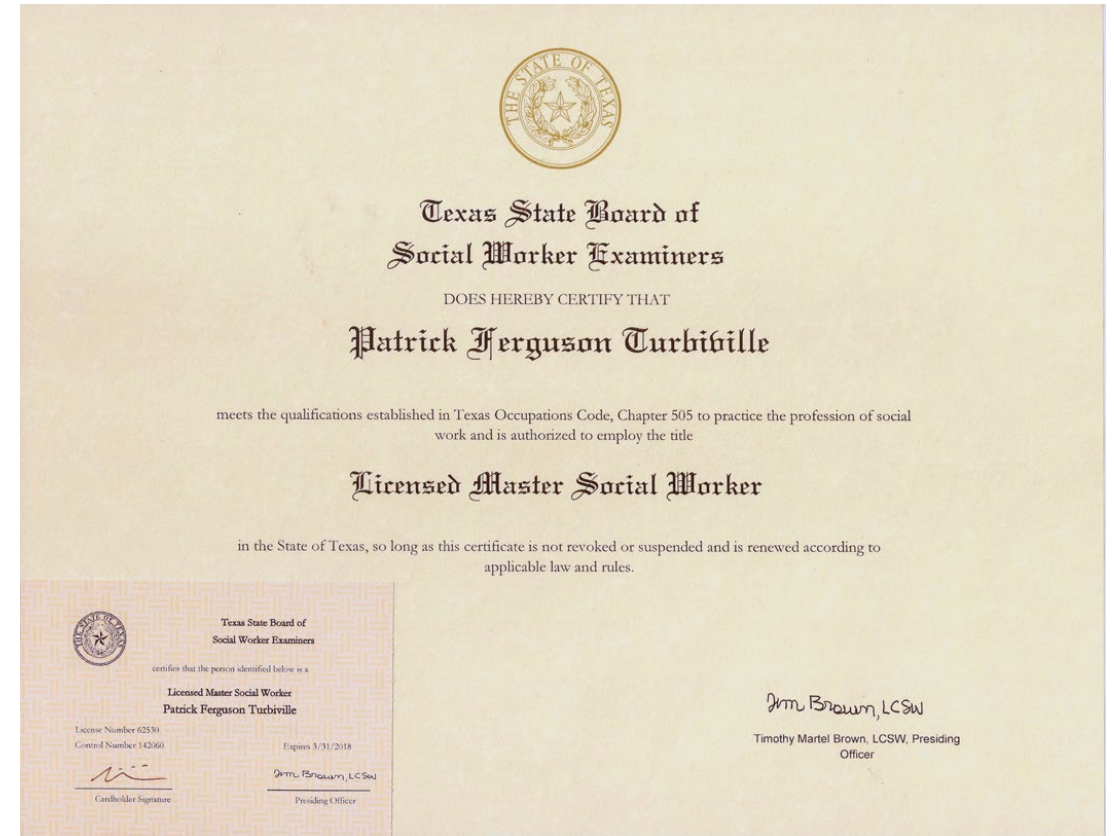 THE STATE OF TEXAS
Texas State Board of
Social Worker Examiners
DOES HEREBY CERTIFY THAT
Patrick Ferguson Turbiville
meets the qualifications established in Texas Occupations Code, Chapter 505 to practice the profession of social
work and is authorized to employ the title
Licensed Master Social Worker
in the State of Texas, so long as this certificate is not revoked or suspended and is renewed according to
applicable law and rules.
THE STATE OF TEXAS
Texas State Board of
Social Worker Examiners
certifies that the person identified below is a
Licensed Master Social Worker
Patrick Ferguson Turbiville
License Number 62530
Control Number 142060 Expires 3/31/2018
Cardholder Signature
Brown, LCSW
Presiding Officer
Brown, LCSW
Timothy Martel Brown, LCSW, Presiding
Officer